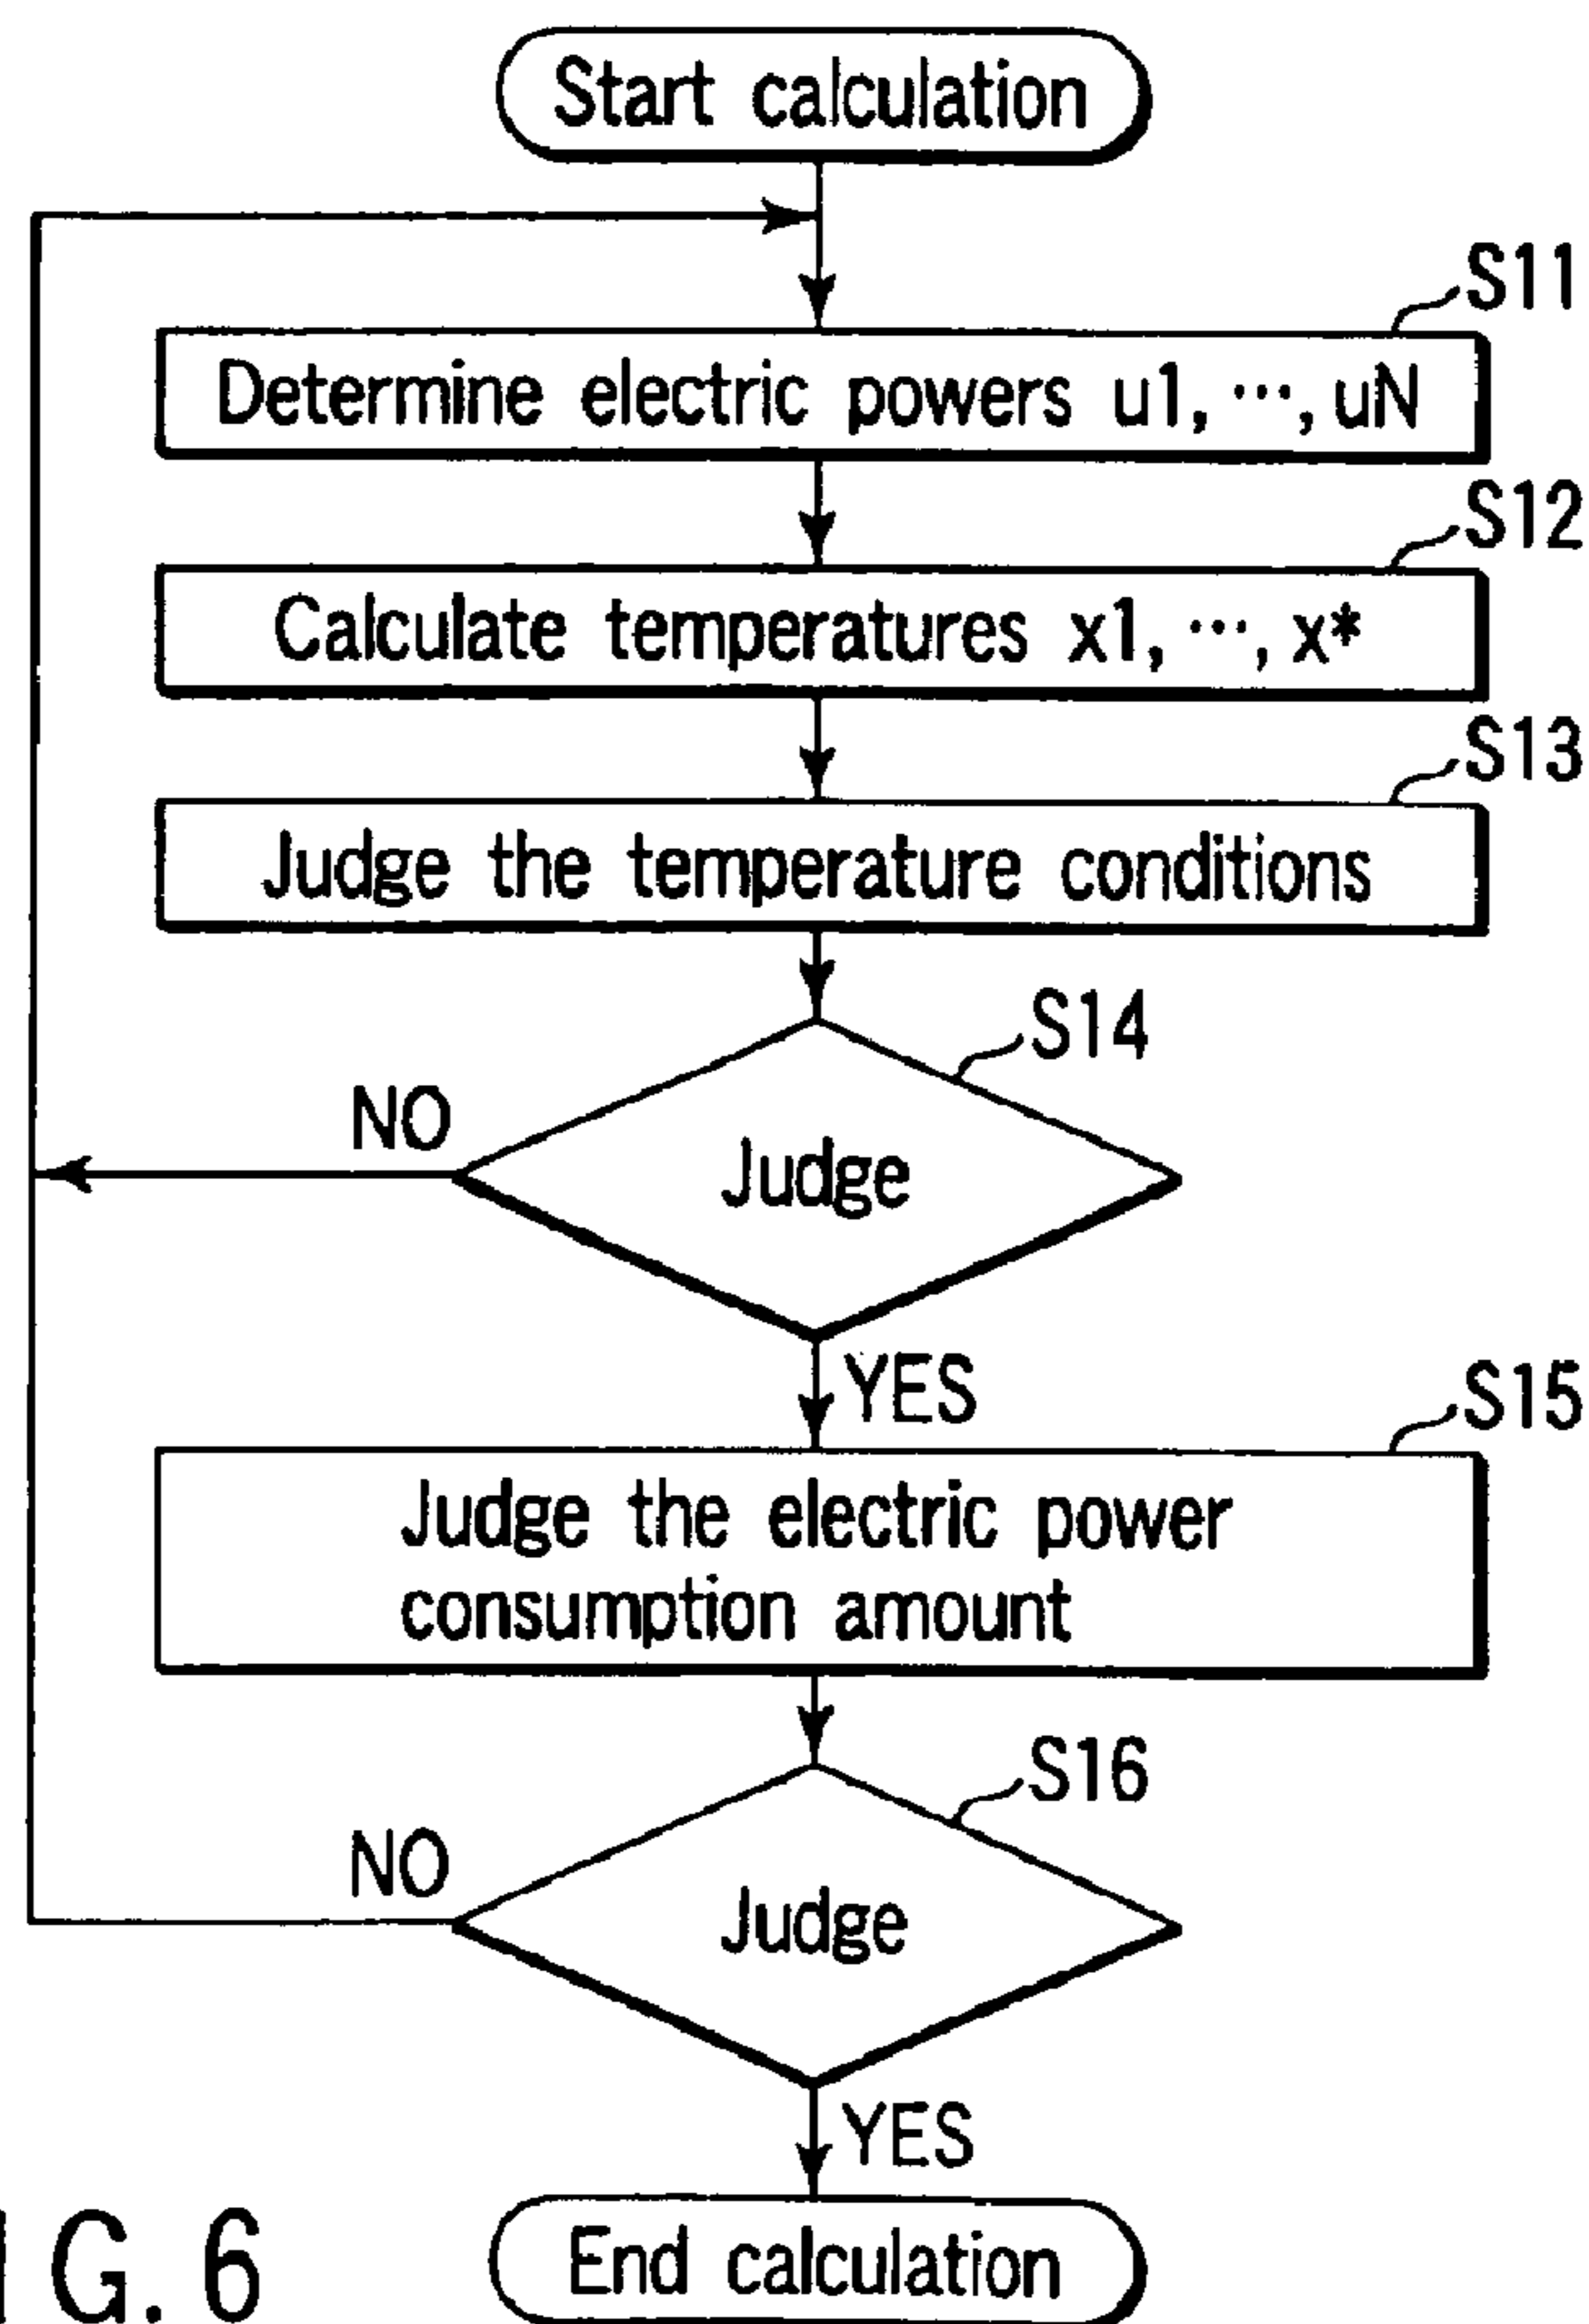 Start calculation
S11
Determine electric powers u1, ···, uN
S12
Calculate temperatures x1, ···, x*
S13
Judge the temperature conditions
S14
NO
Judge
YES
S15
Judge the electric power
consumption amount
S16
NO
Judge
YES
End calculation
G. 6